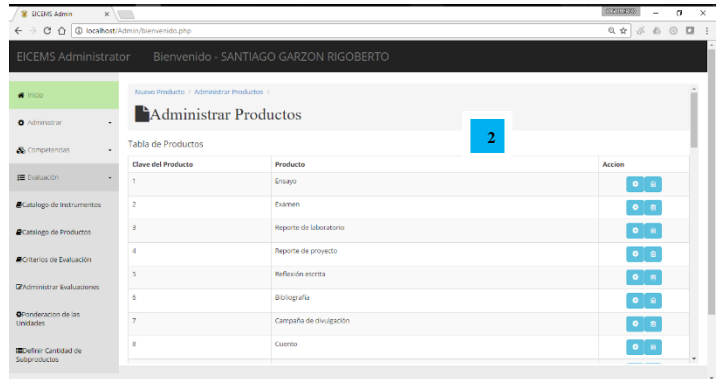 EICEMS Admin
localhost/Admin/bienvenido.php
EICEMS Administrator Bienvenido - SANTIAGO GARZON RIGOBERTO
Inicio
Administrar
Competencias
Evaluación
Catalogo de Instrumentos
Catalogo de Productos
Criterios de Evaluación
Administrar Evaluaciones
Ponderacion de las
Unidades
Definir Cantidad de
Subproductos
Nuevo Producto / Administrar Productos /
Administrar Productos
2
Tabla de Productos
Clave del Producto Producto Accion
1 Ensayo
2 Examen
3 Reporte de laboratorio
4 Reporte de proyecto
5 Reflexión escrita
6 Bibliografía
7 Campaña de divulgación
8 Cuento